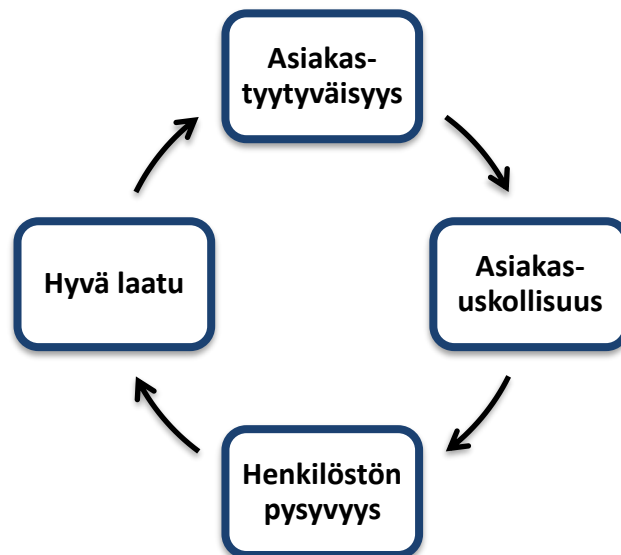 Asiakas-
tyytyväisyys
Asiakas-
uskollisuus
Henkilöstön
pysyvyys
Hyvä laatu